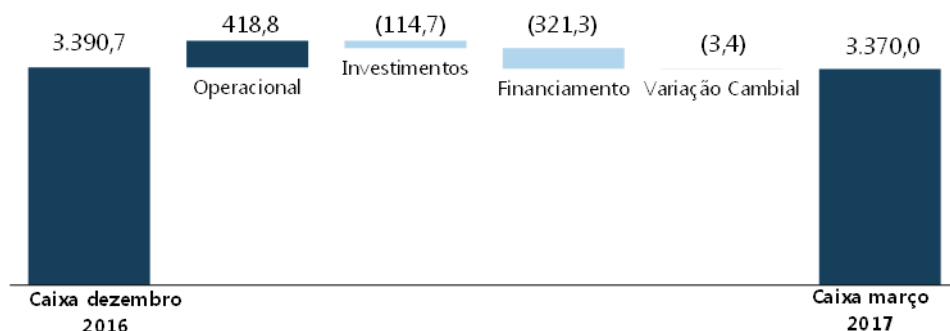 3.390,7
418,8
(114,7)
(321,3)
(3,4)
3.370,0
Operacional
Investimentos
Financiamento
Variação Cambial
Caixa dezembro
2016
Caixa março
2017